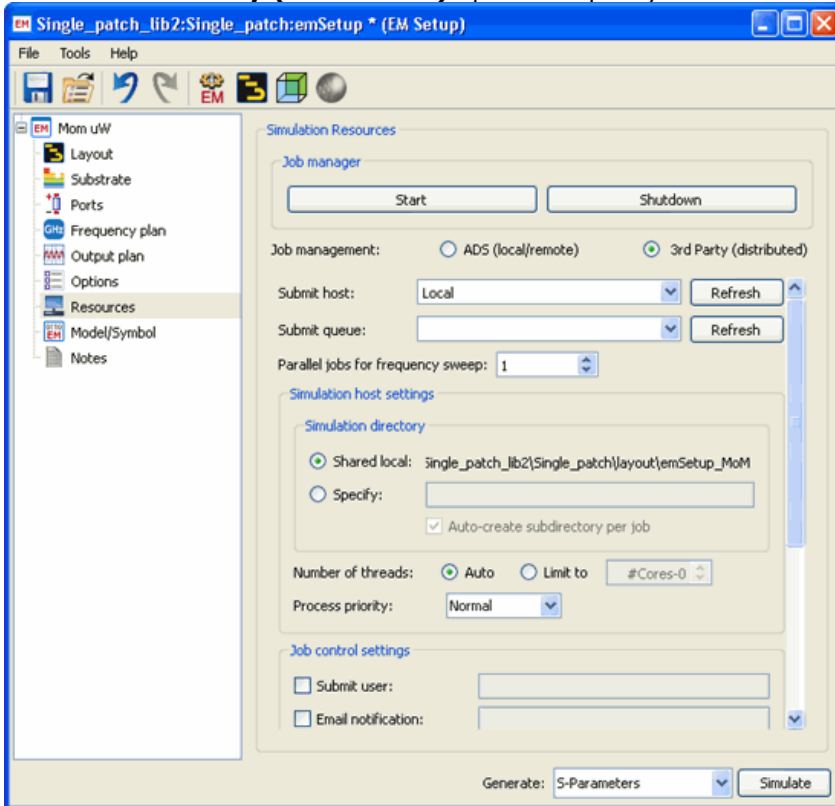 Single_patch_lib2:Single_patch:emSetup * (EM Setup)
File Tools Help
EM
EM Mom uW
Layout
Substrate
Ports
GHz Frequency plan
Output plan
Options
Resources
EM Model/Symbol
Notes
Simulation Resources
Job manager
Start Shutdown
Job management: ADS (local/remote) 3rd Party (distributed)
Submit host: Local Refresh
Submit queue: Refresh
Parallel jobs for frequency sweep: 1
Simulation host settings
Simulation directory
Shared local: Single_patch_lib2\Single_patch\layout\emSetup_MoM
Specify:
Auto-create subdirectory per job
Number of threads: Auto Limit to #Cores-0
Process priority: Normal
Job control settings
Submit user:
Email notification:
Generate: S-Parameters Simulate